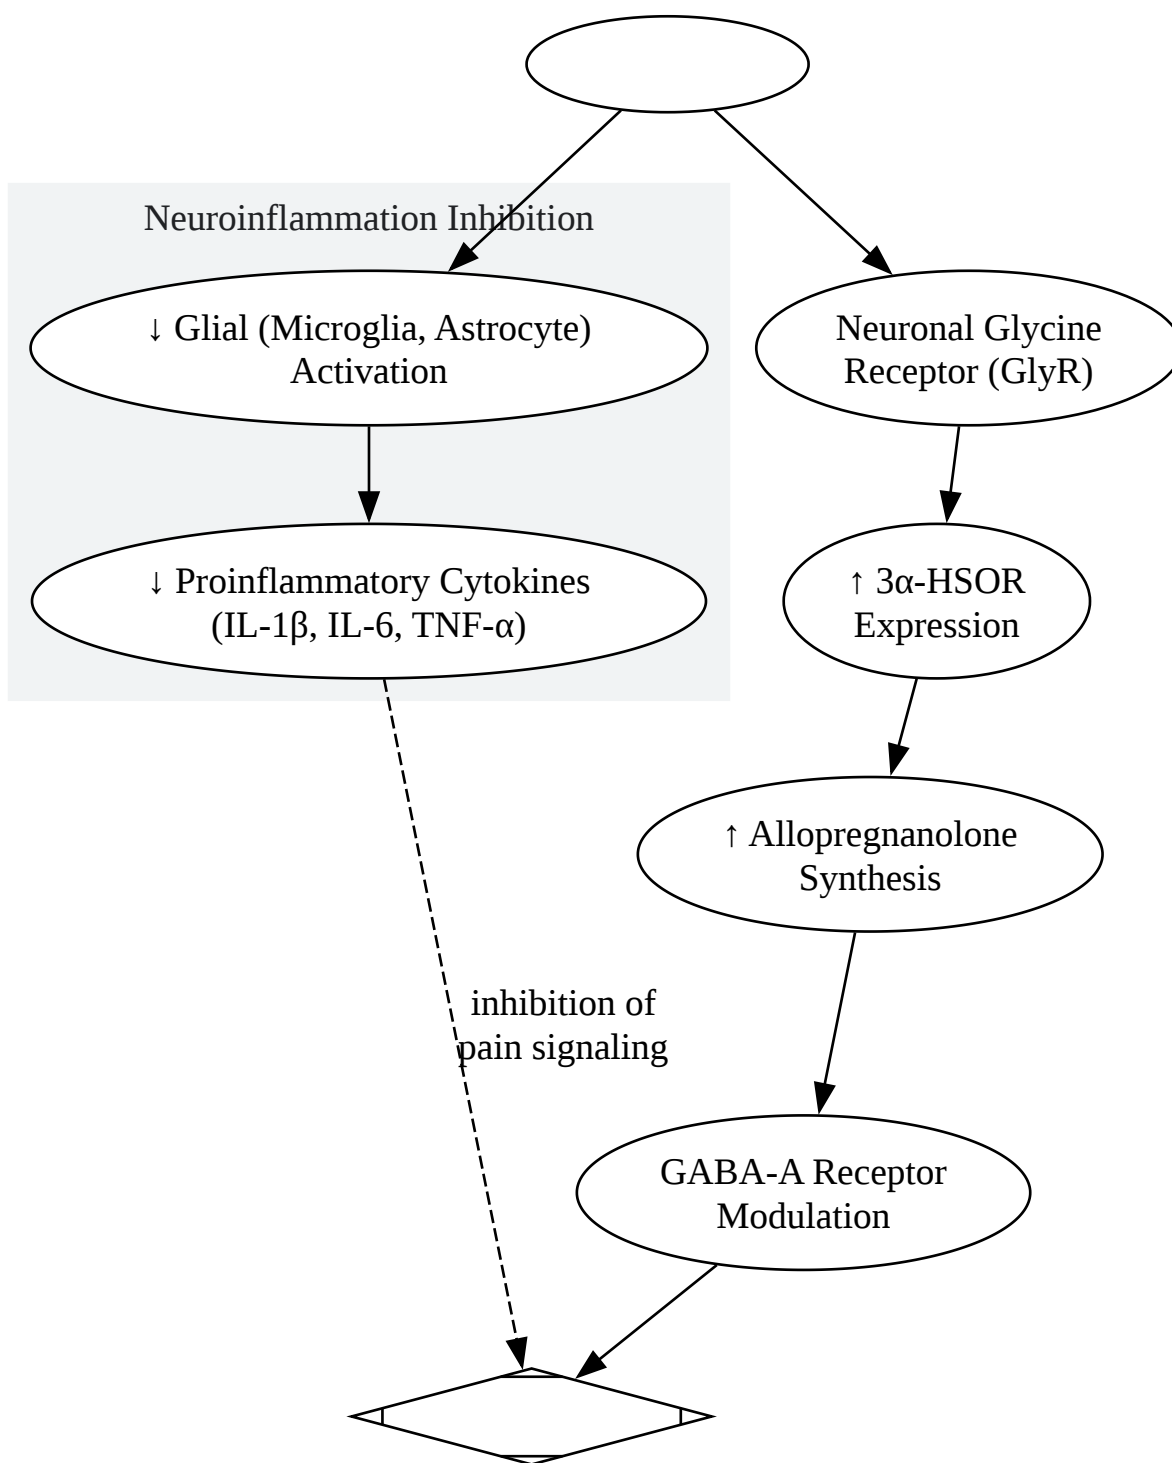 Neuroinflammation Inhibition
↓ Glial (Microglia, Astrocyte)
Activation
Neuronal Glycine
Receptor (GlyR)
↓ Proinflammatory Cytokines
(IL-1β, IL-6, TNF-α)
↑ 3α-HSOR
Expression
↑ Allopregnanolone
Synthesis
inhibition of
pain signaling
GABA-A Receptor
Modulation